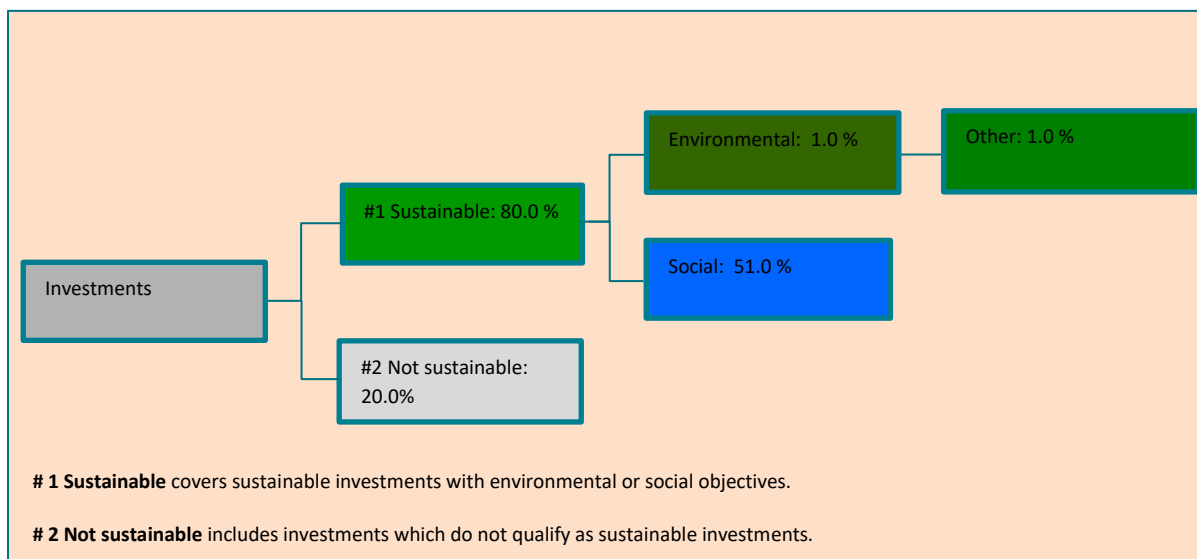 Environmental:  1.0 %
Other: 1.0 %
#1 Sustainable: 80.0 %
Social:  51.0 %
Investments
#2 Not sustainable:
20.0%
# 1 Sustainable covers sustainable investments with environmental or social objectives.
# 2 Not sustainable includes investments which do not qualify as sustainable investments.